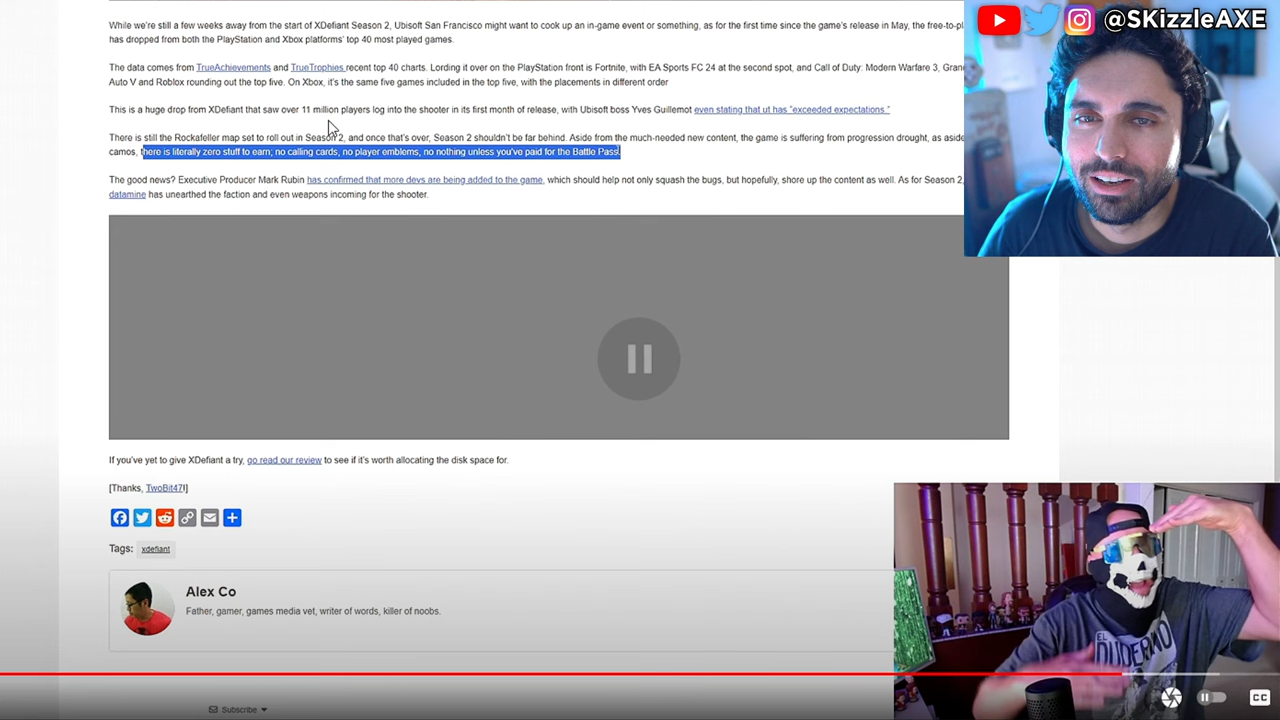 @SKizzleAXE
While we're still a few weeks away from the start of XDefiant Season 2, Ubisoft San Francisco might want to cook up an in-game event or something, as for the first time since the game's release in May, the free-to-pl
has dropped from both the PlayStation and Xbox platforms' top 40 most played games.
The data comes from TrueAchievements and TrueTrophies recent top 40 charts. Lording it over on the PlayStation front is Fortnite, with EA Sports FC 24 at the second spot, and Call of Duty: Modern Warfare 3, Gran
Auto V and Roblox rounding out the top five. On Xbox, it's the same five games included in the top five, with the placements in different order
This is a huge drop from XDefiant that saw over 11 million players log into the shooter in its first month of release, with Ubisoft boss Yves Guillemot even stating that ut has "exceeded expectations."
There is still the Rockafeller map set to roll out in Season 2, and once that's over, Season 2 shouldn't be far behind. Aside from the much-needed new content, the game is suffering from progression drought, as aside
camos, there is literally zero stuff to earn; no calling cards, no player emblems, no nothing unless you've paid for the Battle Pass.
The good news? Executive Producer Mark Rubin has confirmed that more devs are being added to the game, which should help not only squash the bugs, but hopefully, shore up the content as well. As for Season 2,
datamine has unearthed the faction and even weapons incoming for the shooter.
If you've yet to give XDefiant a try, go read our review to see if it's worth allocating the disk space for.
[Thanks, TwoBit47!]
Tags: xdefiant
Alex Co
Father, gamer, games media vet, writer of words, killer of noobs.
EL
DUDERINO
Subscribe
CC